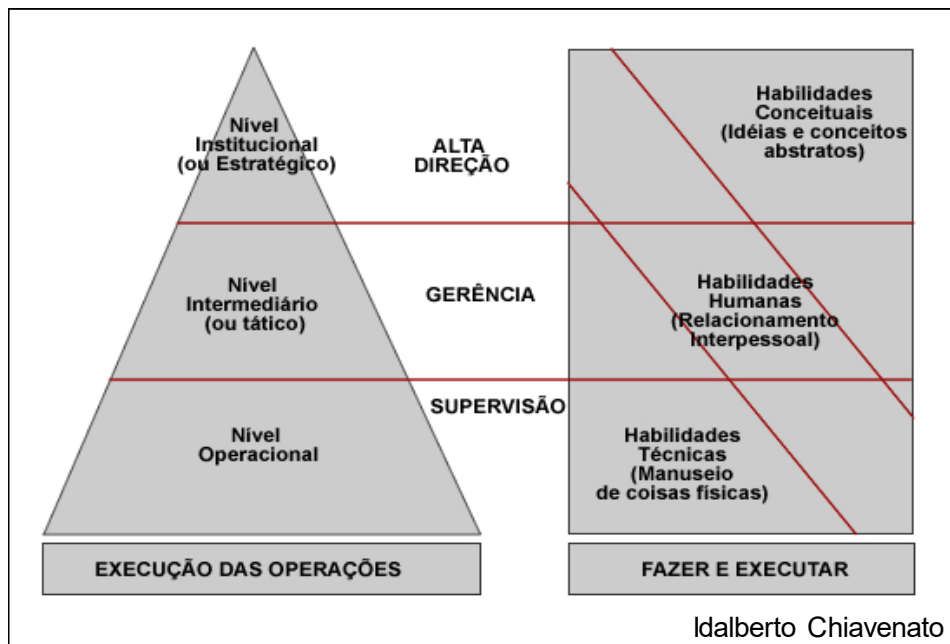 Nível
Institucional
(ou Estratégico)
ALTA
DIREÇÃO
Habilidades
Conceituais
(Idéias e conceitos
abstratos)
Nível
Intermediário
(ou tático)
GERÊNCIA
Habilidades
Humanas
(Relacionamento
Interpessoal)
SUPERVISÃO
Nível
Operacional
Habilidades
Técnicas
(Manuseio
de coisas físicas)
EXECUÇÃO DAS OPERAÇÕES
FAZER E EXECUTAR
Idalberto Chiavenato